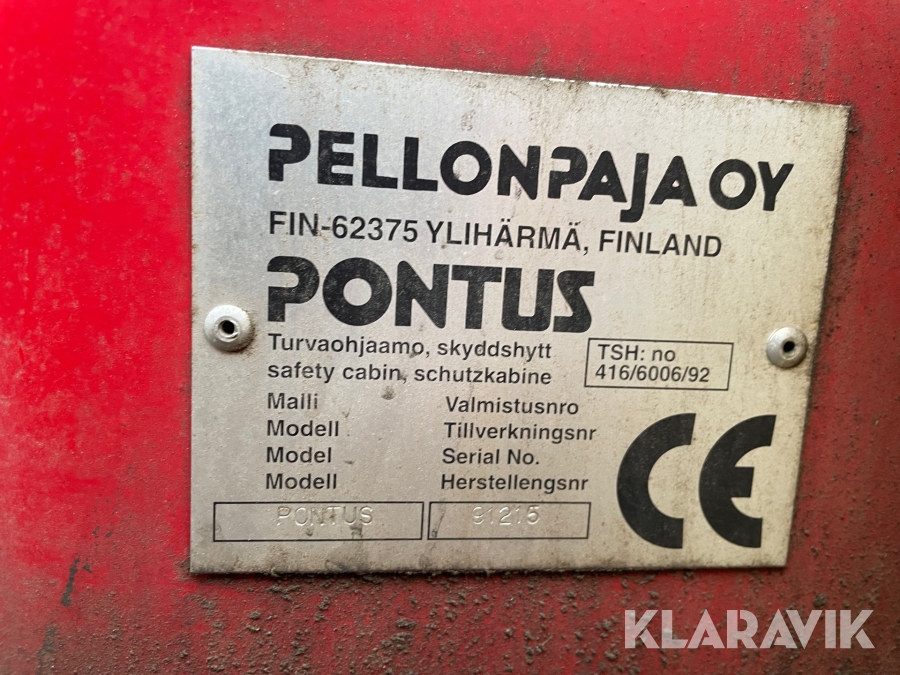 PELLONPAJA OY
FIN-62375 YLIHÄRMÄ, FINLAND
PONTUS
Turvaohjaamo, skyddshytt
safety cabin, schutzkabine
TSH: no
416/6006/92
Malli Valmistusnro
Modell Tillverkningsnr
Model Serial No.
Modell Herstellengsnr
PONTUS 91215
CE
KLARAVIK